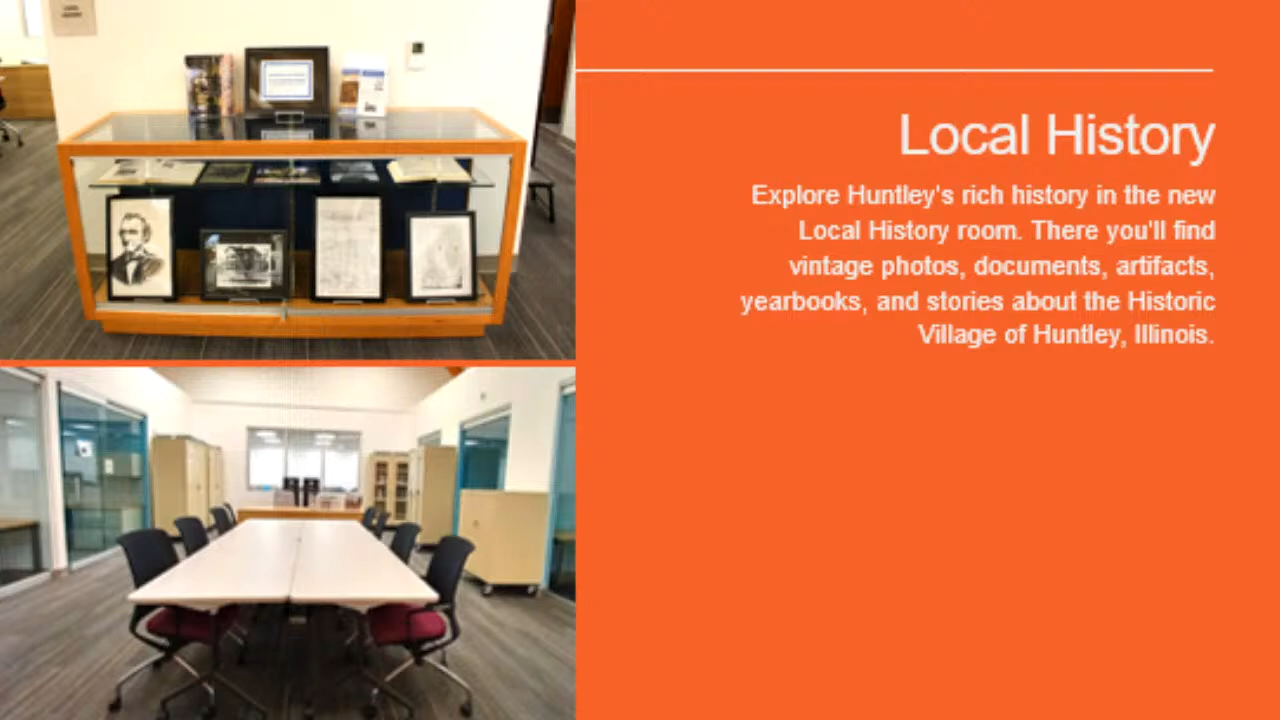 Local History
Explore Huntley's rich history in the new
Local History room. There you'll find
vintage photos, documents, artifacts,
yearbooks, and stories about the Historic
Village of Huntley, Illinois.